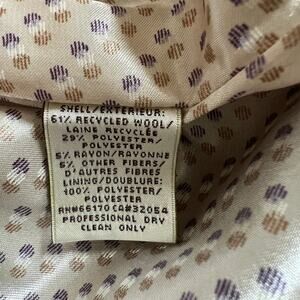 SHELL/EXTERIEUR:
61% RECYCLED WOOL/
LAINE RECYCLÉE
29% POLYESTER/
POLYESTER
5% RAYON/RAYONNE
5% OTHER FIBERS/
D'AUTRES FIBRES
LINING/DOUBLURE:
100% POLYESTER/
POLYESTER
RN#66170 CA#32054
PROFESSIONAL DRY
CLEAN ONLY